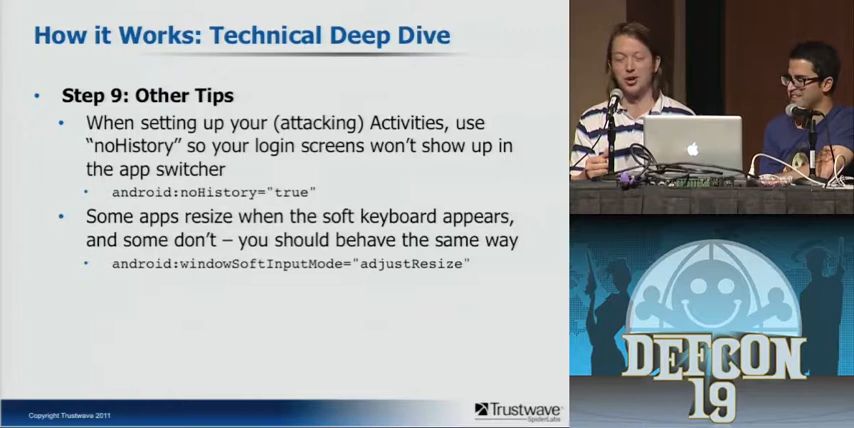 How it Works: Technical Deep Dive
• Step 9: Other Tips
• When setting up your (attacking) Activities, use
“noHistory” so your login screens won’t show up in
the app switcher
• android:noHistory="true"
• Some apps resize when the soft keyboard appears,
and some don’t – you should behave the same way
• android:windowSoftInputMode="adjustResize"
Copyright Trustwave 2011
Trustwave®
SpiderLabs
DEFCON
19